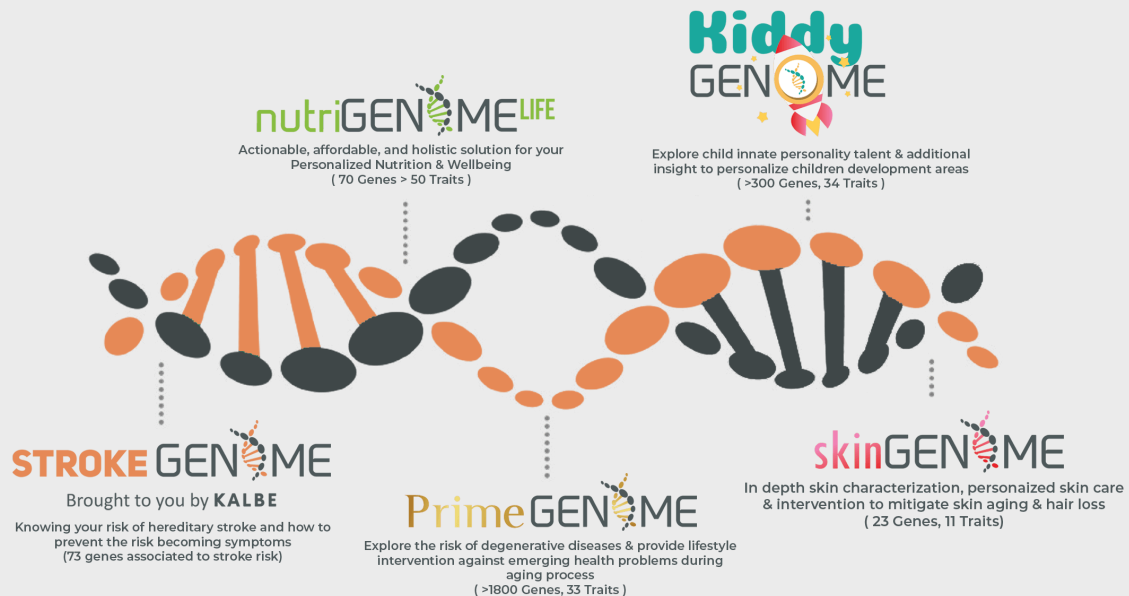 Kiddy
GENOME
nutriGENOMELIFE
Actionable, affordable, and holistic solution for your
Personalized Nutrition & Wellbeing
( 70 Genes > 50 Traits )
Explore child innate personality talent & additional
insight to personalize children development areas
( >300 Genes, 34 Traits )
STROKE GENOME
Brought to you by KALBE
Knowing your risk of hereditary stroke and how to
prevent the risk becoming symptoms
(73 genes associated to stroke risk)
PrimeGENOME
Explore the risk of degenerative diseases & provide lifestyle
intervention against emerging health problems during
aging process
( >1800 Genes, 33 Traits )
skinGENOME
In depth skin characterization, personaized skin care
& intervention to mitigate skin aging & hair loss
( 23 Genes, 11 Traits)